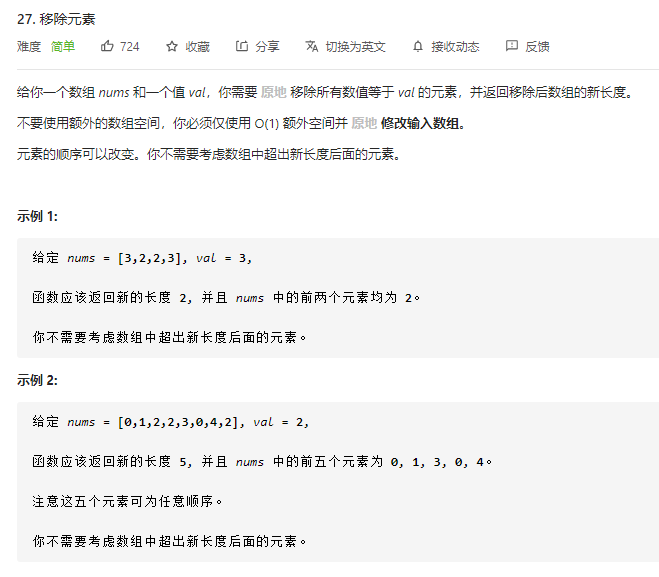 27. 移除元素
难度 简单 724 收藏 分享 切换为英文 接收动态 反馈
给你一个数组 nums 和一个值 val，你需要 原地 移除所有数值等于 val 的元素，并返回移除后数组的新长度。
不要使用额外的数组空间，你必须仅使用 O(1) 额外空间并 原地 修改输入数组。
元素的顺序可以改变。你不需要考虑数组中超出新长度后面的元素。
示例 1:
给定 nums = [3,2,2,3], val = 3,
函数应该返回新的长度 2, 并且 nums 中的前两个元素均为 2。
你不需要考虑数组中超出新长度后面的元素。
示例 2:
给定 nums = [0,1,2,2,3,0,4,2], val = 2,
函数应该返回新的长度 5, 并且 nums 中的前五个元素为 0, 1, 3, 0, 4。
注意这五个元素可为任意顺序。
你不需要考虑数组中超出新长度后面的元素。